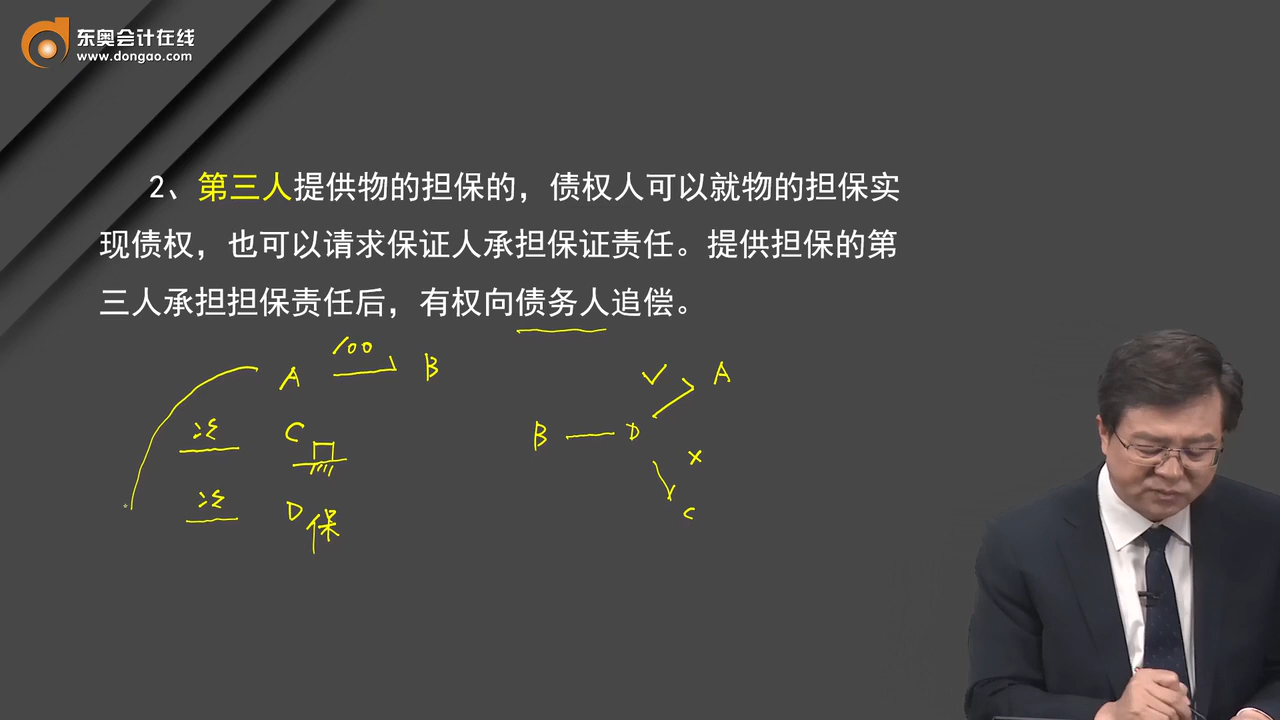 东奥会计在线
www.dongao.com
2、第三人提供物的担保的，债权人可以就物的担保实
现债权，也可以请求保证人承担保证责任。提供担保的第
三人承担担保责任后，有权向债务人追偿。
A 100 B
C
D 保
B D A
C